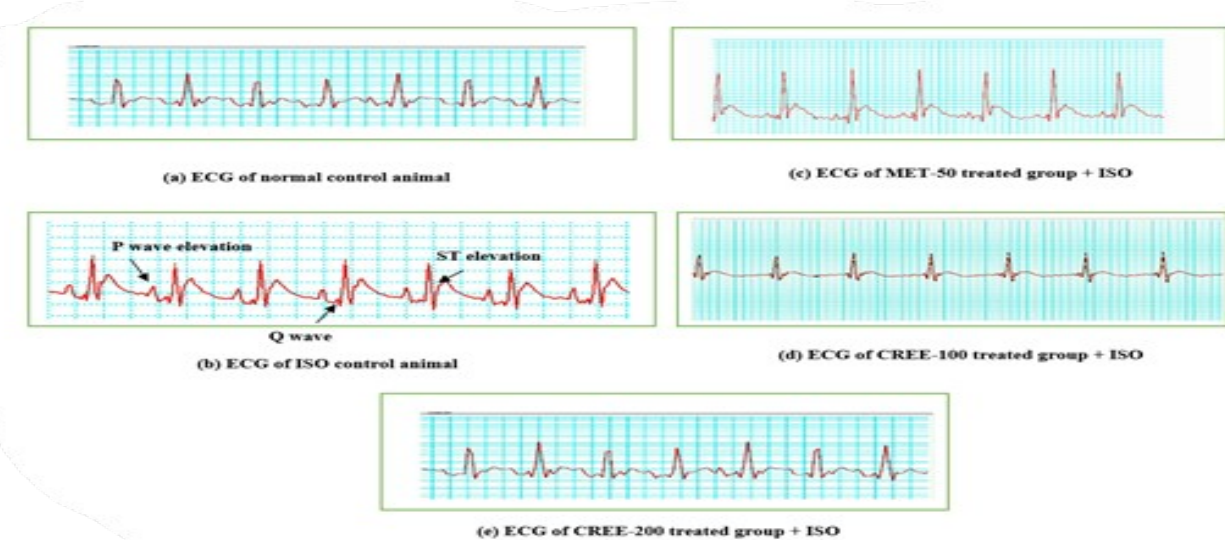 (a) ECG of normal control animal
(c) ECG of MET-50 treated group + ISO
P wave elevation
ST elevation
Q wave
(b) ECG of ISO control animal
(d) ECG of CREE-100 treated group + ISO
(e) ECG of CREE-200 treated group + ISO